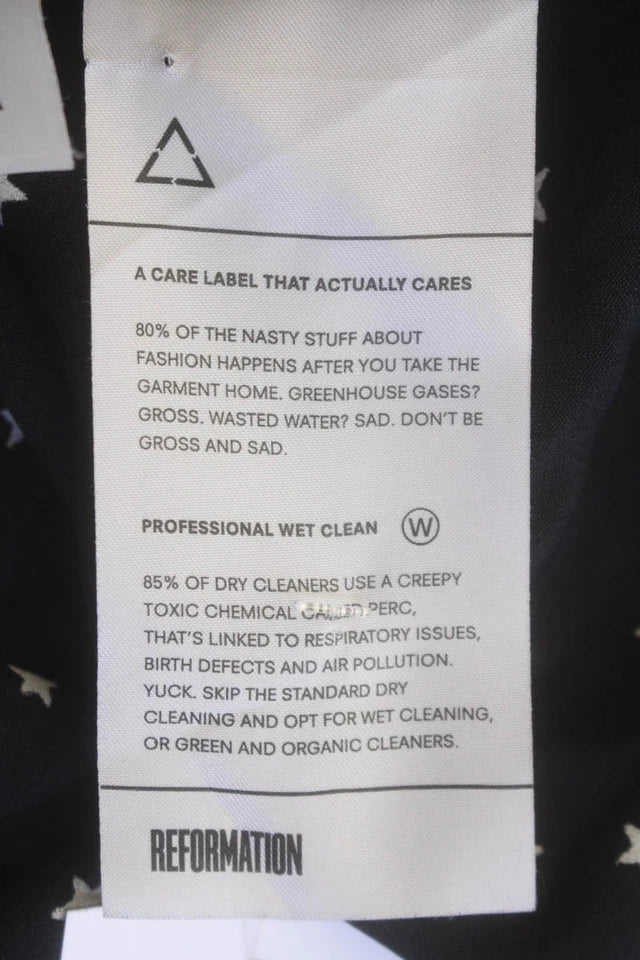 A CARE LABEL THAT ACTUALLY CARES
80% OF THE NASTY STUFF ABOUT
FASHION HAPPENS AFTER YOU TAKE THE
GARMENT HOME. GREENHOUSE GASES?
GROSS. WASTED WATER? SAD. DON'T BE
GROSS AND SAD.
PROFESSIONAL WET CLEAN W
85% OF DRY CLEANERS USE A CREEPY
TOXIC CHEMICAL CALLED PERC,
THAT'S LINKED TO RESPIRATORY ISSUES,
BIRTH DEFECTS AND AIR POLLUTION.
YUCK. SKIP THE STANDARD DRY
CLEANING AND OPT FOR WET CLEANING,
OR GREEN AND ORGANIC CLEANERS.
REFORMATION